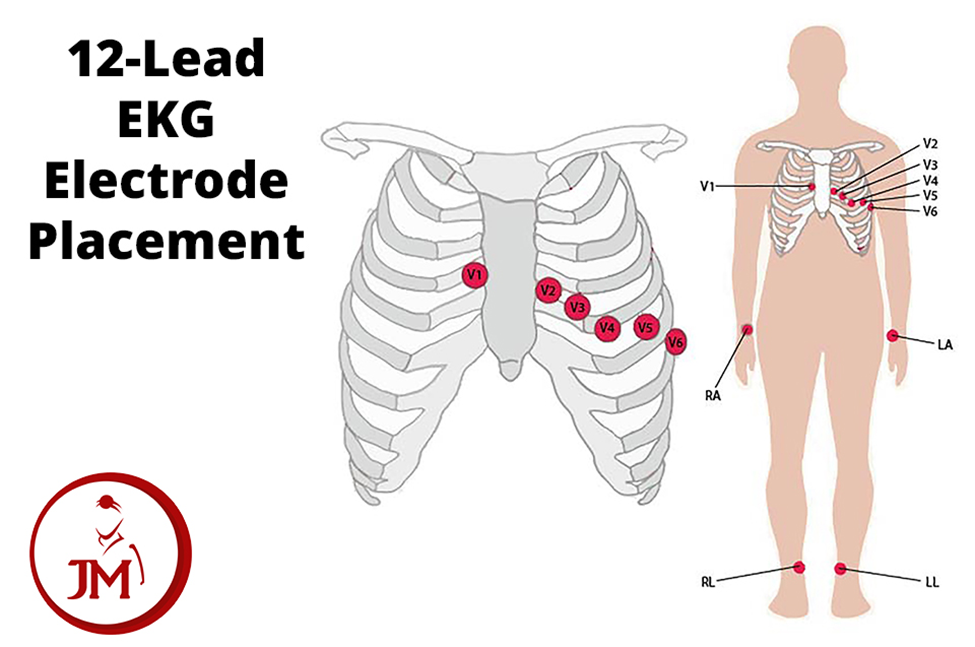 12-Lead
EKG
Electrode
Placement
V1
V2
V3
V4
V5
V6
V2
V3
V4
V5
V6
V1
LA
RA
RL
LL
JM